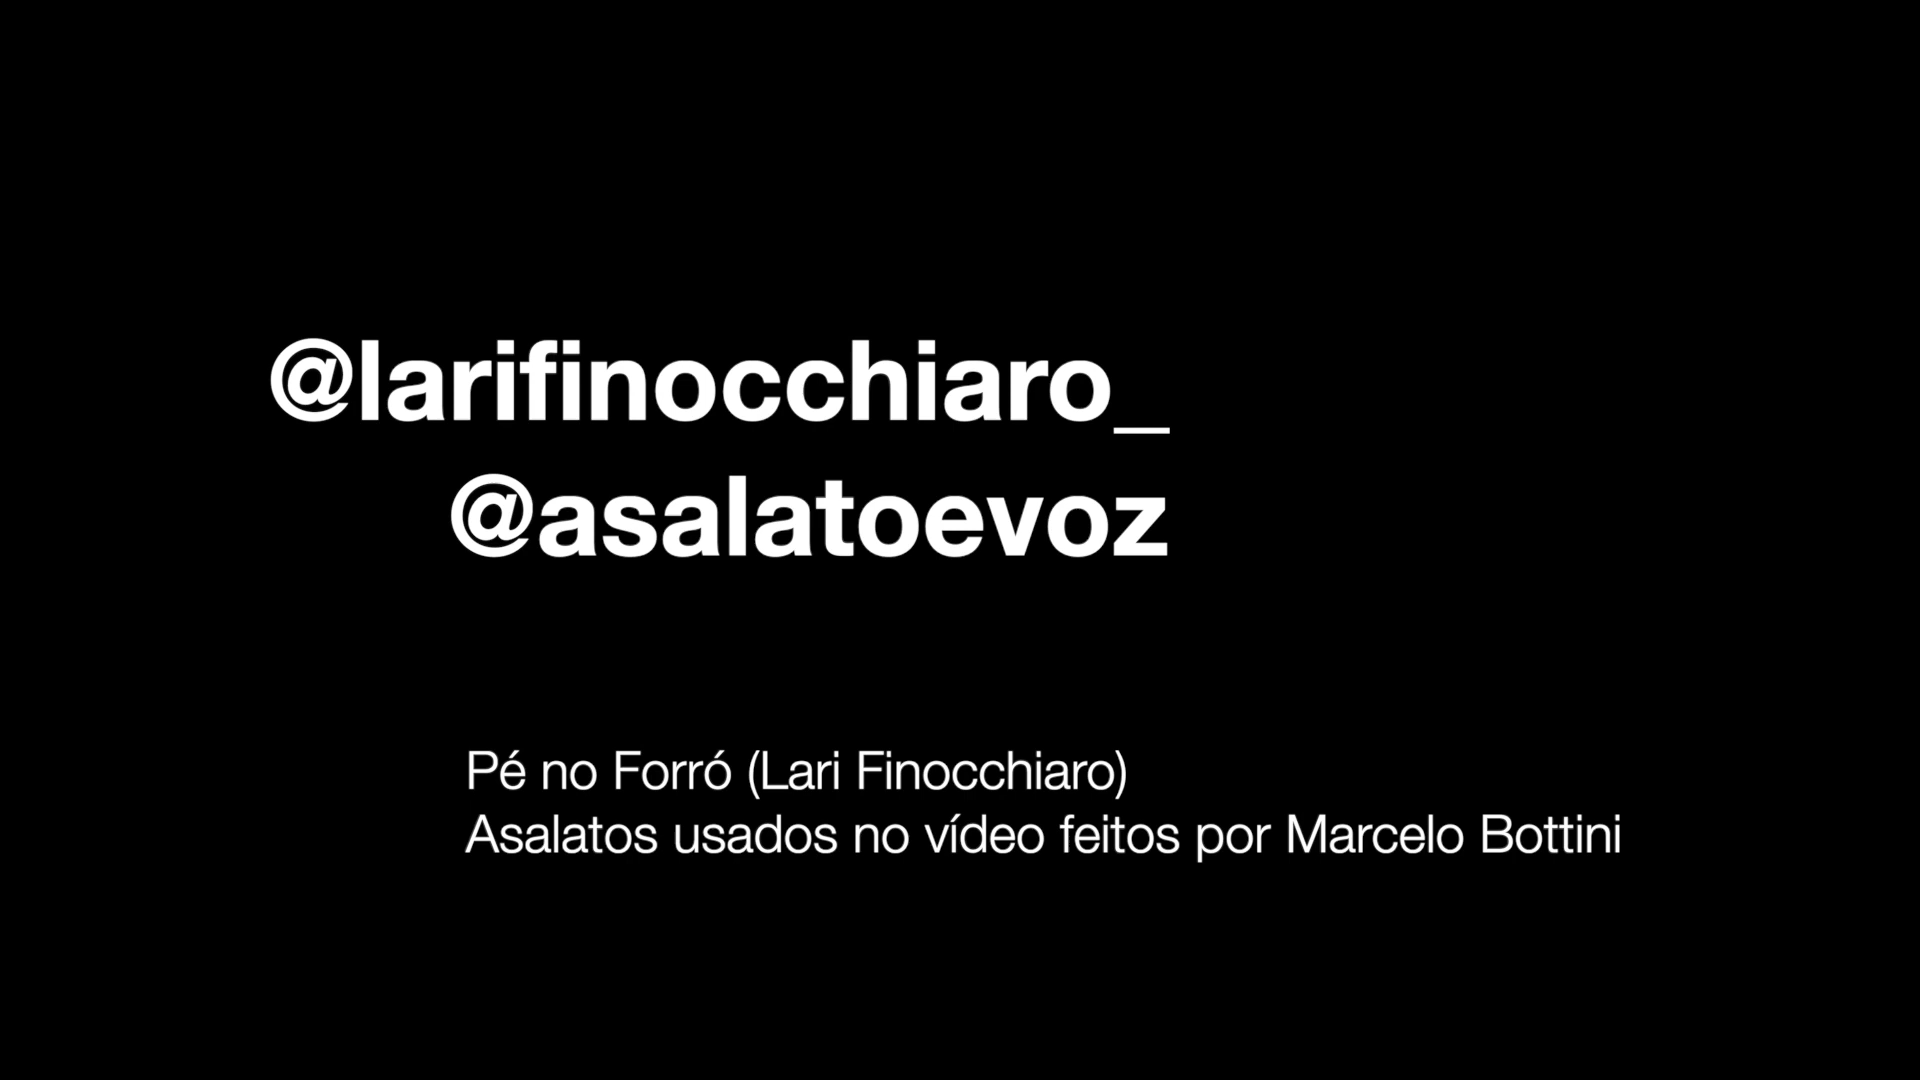 @larifinocchiaro_
@asalatoevoz
Pé no Forró (Lari Finocchiaro)
Asalatos usados no vídeo feitos por Marcelo Bottini